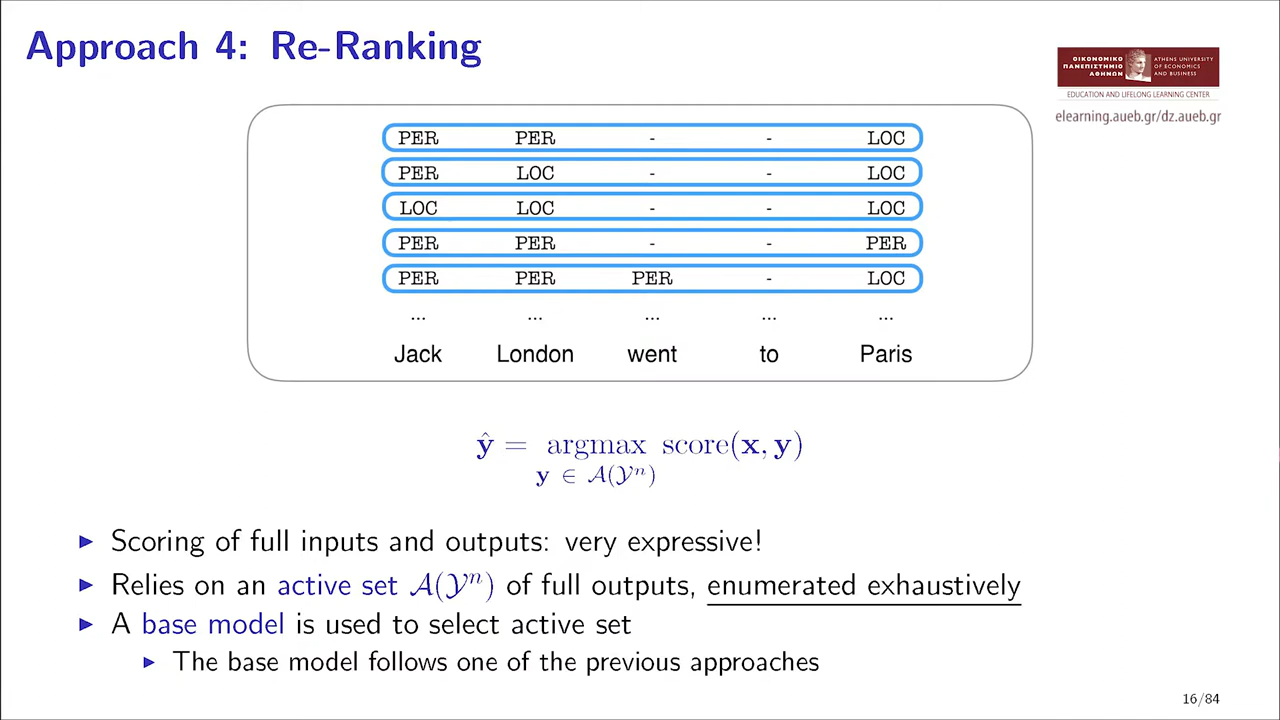 Approach 4: Re-Ranking
ΟΙΚΟΝΟΜΙΚΟ
ΠΑΝΕΠΙΣΤΗΜΙΟ
ΑΘΗΝΩΝ
ATHENS UNIVERSITY
OF ECONOMICS
AND BUSINESS
EDUCATION AND LIFELONG LEARNING CENTER
elearning.aueb.gr/dz.aueb.gr
PER PER - - LOC
PER LOC - - LOC
LOC LOC - - LOC
PER PER - - PER
PER PER PER - LOC
... ... ... ... ...
Jack London went to Paris
ŷ = argmax score(x, y)
y ∈ 𝒜(𝒴ⁿ)
▶ Scoring of full inputs and outputs: very expressive!
▶ Relies on an active set 𝒜(𝒴ⁿ) of full outputs, enumerated exhaustively
▶ A base model is used to select active set
▶ The base model follows one of the previous approaches
16/84